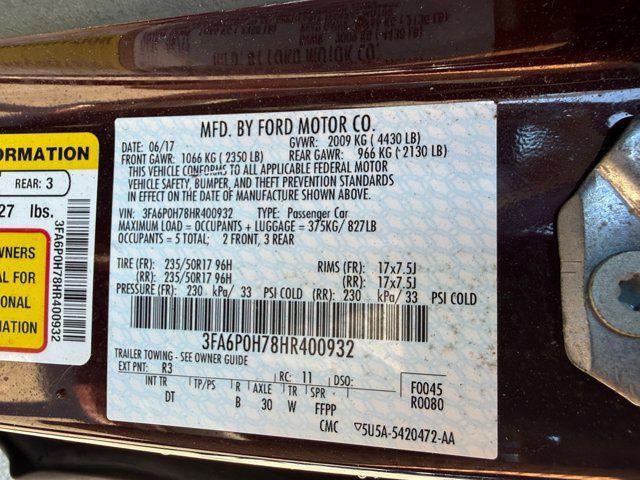 MFD. BY FORD MOTOR CO.
DATE: 06/17 GVWR: 2009 KG ( 4430 LB)
FRONT GAWR: 1066 KG ( 2350 LB) REAR GAWR: 966 KG ( 2130 LB)
THIS VEHICLE CONFORMS TO ALL APPLICABLE FEDERAL MOTOR
VEHICLE SAFETY, BUMPER, AND THEFT PREVENTION STANDARDS
IN EFFECT ON THE DATE OF MANUFACTURE SHOWN ABOVE.
VIN: 3FA6P0H78HR400932 TYPE: Passenger Car
MAXIMUM LOAD = OCCUPANTS + LUGGAGE = 375KG/ 827LB
OCCUPANTS = 5 TOTAL: 2 FRONT, 3 REAR
TIRE (FR): 235/50R17 96H RIMS (FR): 17x7.5J
(RR): 235/50R17 96H (RR): 17x7.5J
PRESSURE (FR): 230 kPa/ 33 PSI COLD (RR): 230 kPa/ 33 PSI COLD
3FA6P0H78HR400932
TRAILER TOWING - SEE OWNER GUIDE
EXT PNT: R3 RC: 11 DSO: F0045
INT TR TP/PS R AXLE TR SPR R0080
DT B 30 W FFPP
CMC 5U5A-5420472-AA
ORMATION
REAR: 3
27 lbs.
WNERS
AL FOR
ONAL
MATION
3FA6P0H78HR400932